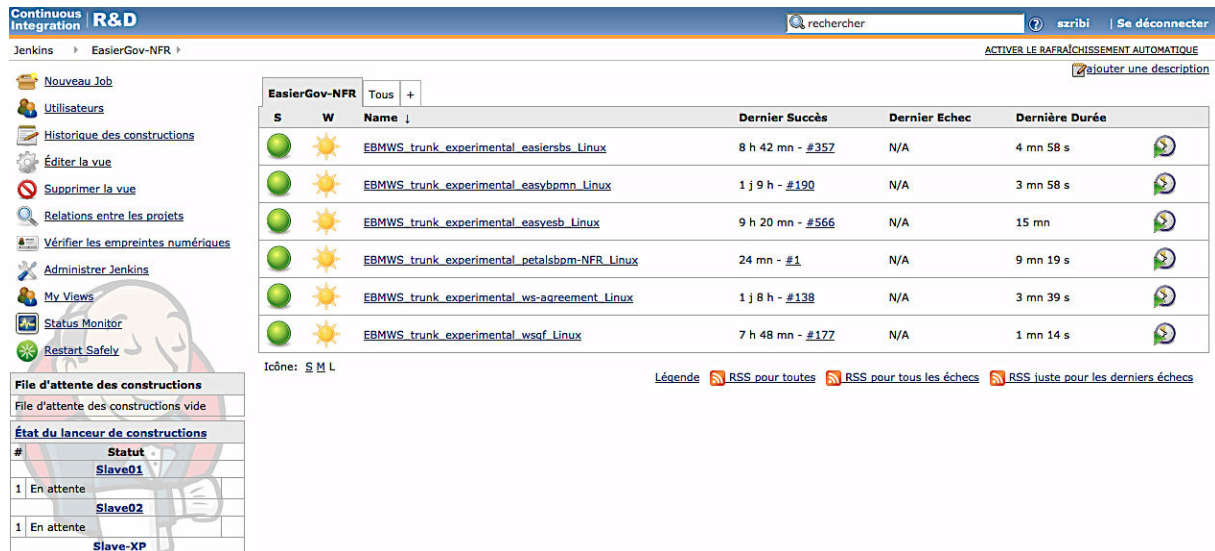 Continuous Integration R&D
rechercher
szribi | Se déconnecter
Jenkins EasierGov-NFR
ACTIVER LE RAFRAÎCHISSEMENT AUTOMATIQUE
ajouter une description
Nouveau Job
Utilisateurs
Historique des constructions
Éditer la vue
Supprimer la vue
Relations entre les projets
Vérifier les empreintes numériques
Administrer Jenkins
My Views
Status Monitor
Restart Safely
File d'attente des constructions
File d'attente des constructions vide
État du lanceur de constructions
# Statut
Slave01
1 En attente
Slave02
1 En attente
Slave-XP
EasierGov-NFR Tous +
S W Name ↓ Dernier Succès Dernier Echec Dernière Durée
EBMWS_trunk_experimental_easiersbs_Linux 8 h 42 mn - #357 N/A 4 mn 58 s
EBMWS_trunk_experimental_easybpmn_Linux 1 j 9 h - #190 N/A 3 mn 58 s
EBMWS_trunk_experimental_easyesb_Linux 9 h 20 mn - #566 N/A 15 mn
EBMWS_trunk_experimental_petalsbpm-NFR_Linux 24 mn - #1 N/A 9 mn 19 s
EBMWS_trunk_experimental_ws-agreement_Linux 1 j 8 h - #138 N/A 3 mn 39 s
EBMWS_trunk_experimental_wsqf_Linux 7 h 48 mn - #177 N/A 1 mn 14 s
Icône: S M L
Légende RSS pour toutes RSS pour tous les échecs RSS juste pour les derniers échecs